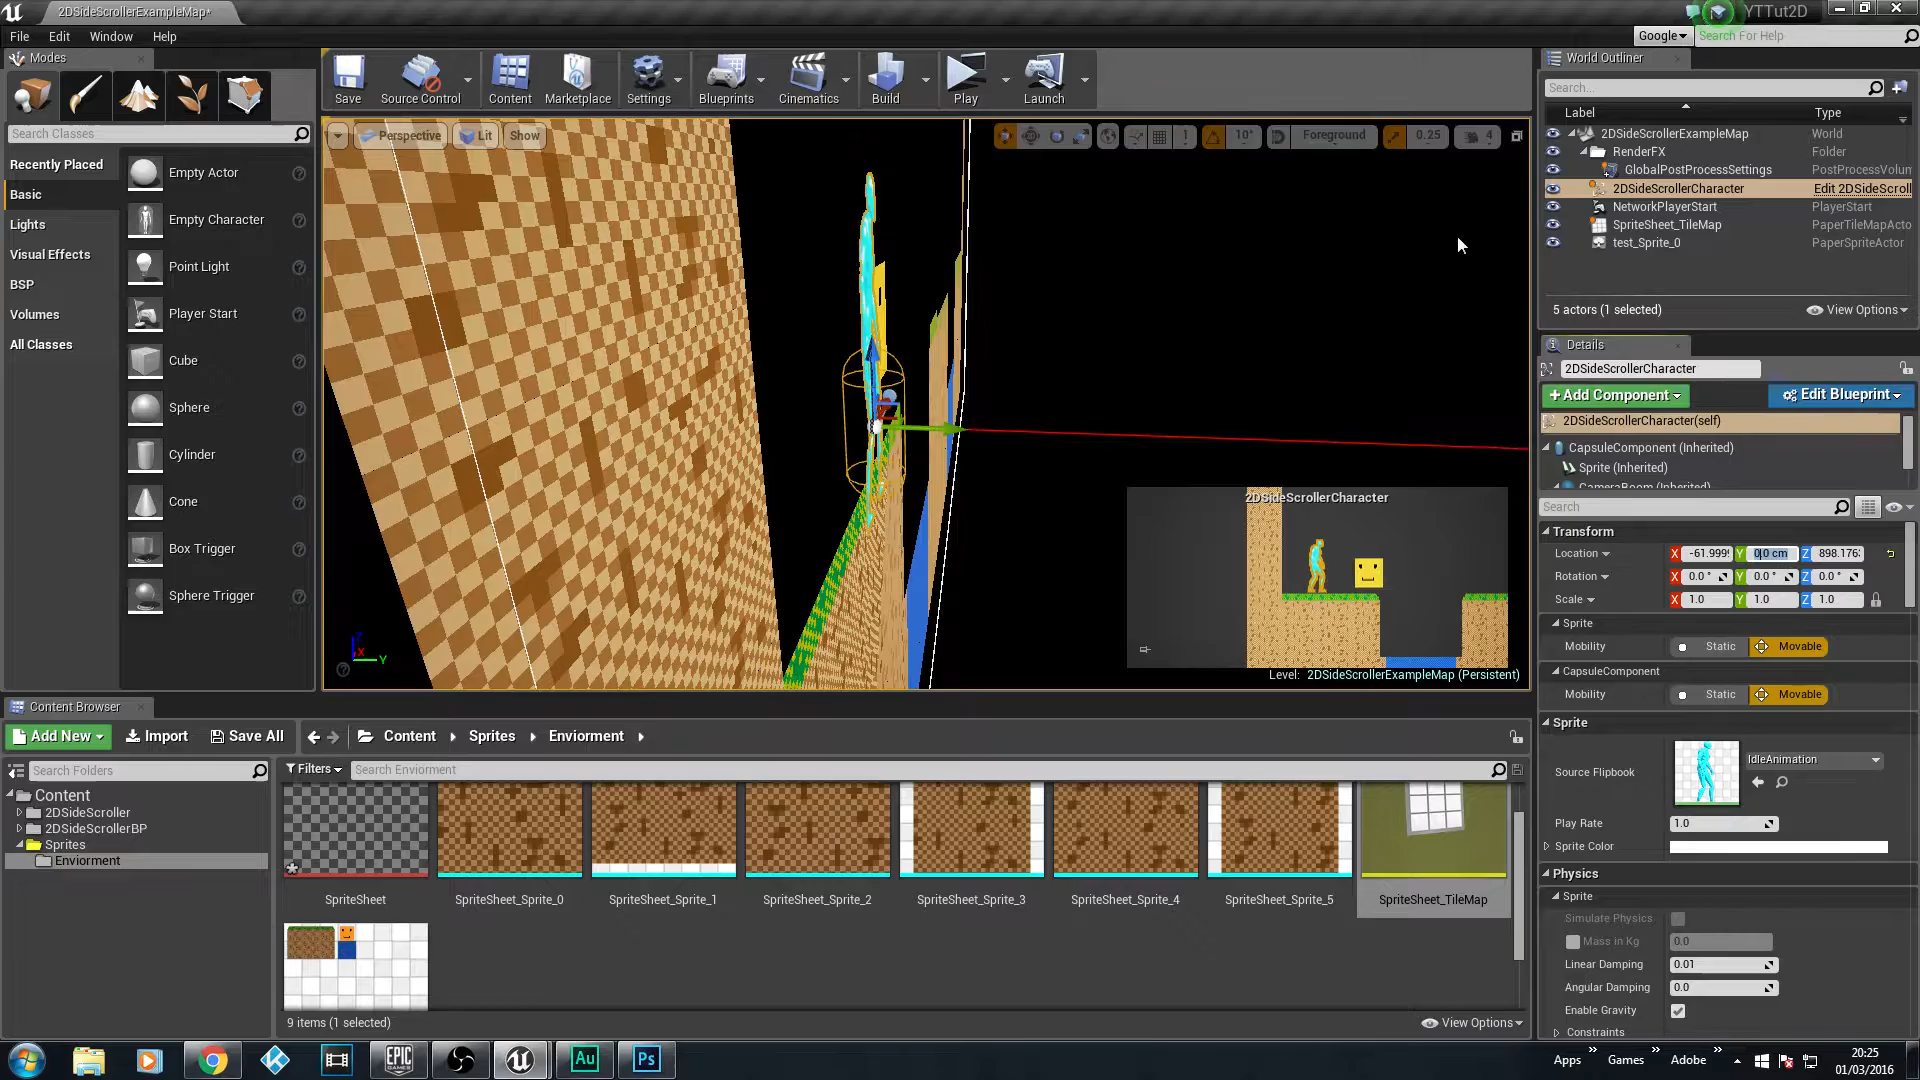 2DSideScrollerExampleMap*
YTTut2D
File Edit Window Help
Google
Search For Help
Modes
Search Classes
Recently Placed
Basic
Lights
Visual Effects
BSP
Volumes
All Classes
Empty Actor
Empty Character
Point Light
Player Start
Cube
Sphere
Cylinder
Cone
Box Trigger
Sphere Trigger
Save
Source Control
Content
Marketplace
Settings
Blueprints
Cinematics
Build
Play
Launch
Perspective
Lit
Show
1
10°
Foreground
0.25
4
X
Y
2DSideScrollerCharacter
Level: 2DSideScrollerExampleMap (Persistent)
World Outliner
Search...
Label Type
2DSideScrollerExampleMap World
RenderFX Folder
GlobalPostProcessSettings PostProcessVolum
2DSideScrollerCharacter Edit 2DSideScroll
NetworkPlayerStart PlayerStart
SpriteSheet_TileMap PaperTileMapActo
test_Sprite_0 PaperSpriteActor
5 actors (1 selected)
View Options
Details
2DSideScrollerCharacter
+Add Component
Edit Blueprint
2DSideScrollerCharacter(self)
CapsuleComponent (Inherited)
Sprite (Inherited)
CameraBoom (Inherited)
Search
Transform
Location X -61.999 Y 0.0 cm Z 898.176
Rotation X 0.0 ° Y 0.0 ° Z 0.0 °
Scale X 1.0 Y 1.0 Z 1.0
Sprite
Mobility Static Movable
CapsuleComponent
Mobility Static Movable
Sprite
Source Flipbook IdleAnimation
Play Rate 1.0
Sprite Color
Physics
Sprite
Simulate Physics
Mass in Kg 0.0
Linear Damping 0.01
Angular Damping 0.0
Enable Gravity
Constraints
Content Browser
Add New
Import
Save All
Content Sprites Enviorment
Search Folders
Filters
Search Enviorment
Content
2DSideScroller
2DSideScrollerBP
Sprites
Enviorment
SpriteSheet
SpriteSheet_Sprite_0
SpriteSheet_Sprite_1
SpriteSheet_Sprite_2
SpriteSheet_Sprite_3
SpriteSheet_Sprite_4
SpriteSheet_Sprite_5
SpriteSheet_TileMap
9 items (1 selected)
View Options
EPIC GAMES
Au
Ps
Apps
Games
Adobe
20:25
01/03/2016